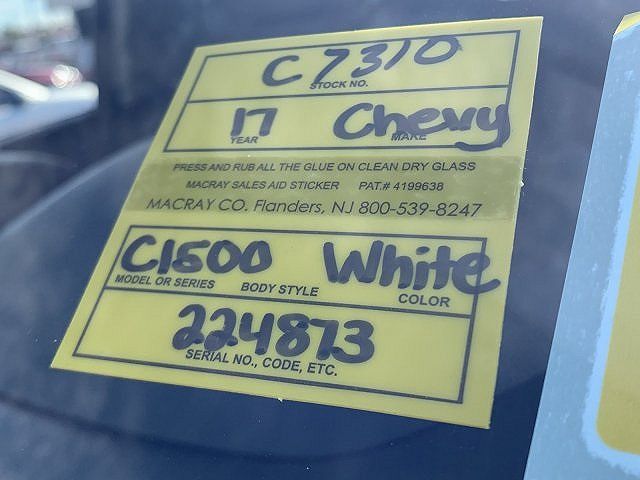 C 7310
STOCK NO.
17 Chevy
YEAR MAKE
PRESS AND RUB ALL THE GLUE ON CLEAN DRY GLASS
MACRAY SALES AID STICKER PAT.# 4199638
MACRAY CO. Flanders, NJ 800-539-8247
C1500 White
MODEL OR SERIES BODY STYLE COLOR
224873
SERIAL NO., CODE, ETC.